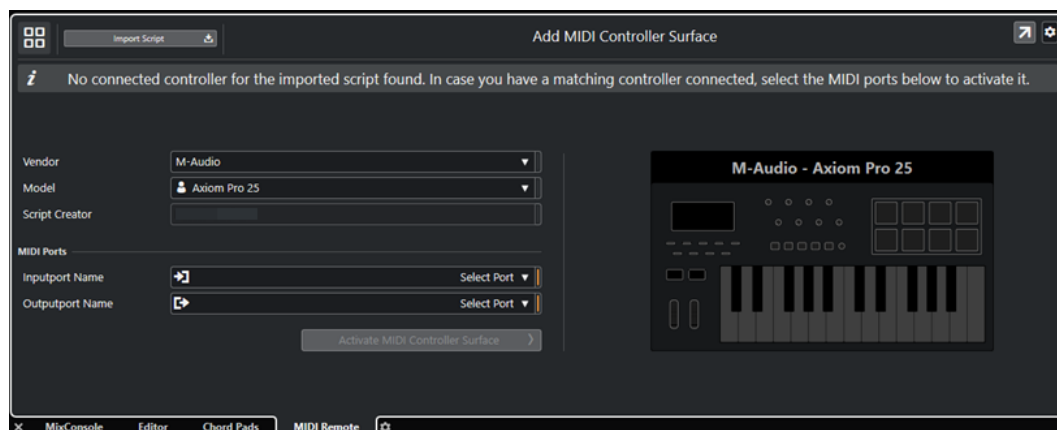 Import Script
Add MIDI Controller Surface
i No connected controller for the imported script found. In case you have a matching controller connected, select the MIDI ports below to activate it.
Vendor M-Audio
Model Axiom Pro 25
Script Creator
MIDI Ports
Inputport Name Select Port
Outputport Name Select Port
Activate MIDI Controller Surface
M-Audio - Axiom Pro 25
MixConsole Editor Chord Pads MIDI Remote